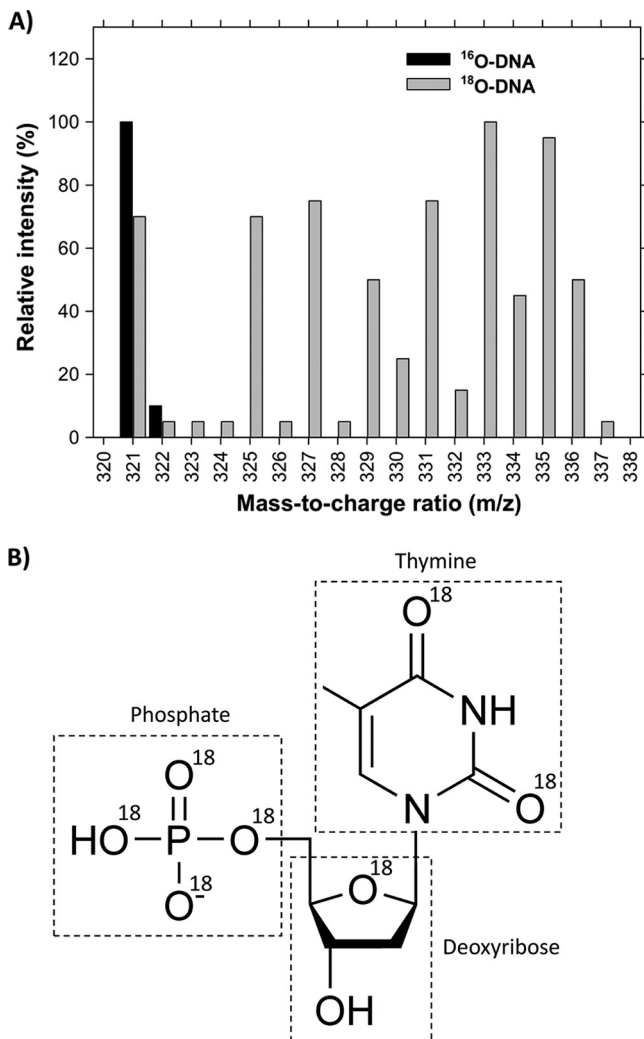 A)
¹⁶O-DNA
¹⁸O-DNA
Relative intensity (%)
120
100
80
60
40
20
0
320 321 322 323 324 325 326 327 328 329 330 331 332 333 334 335 336 337 338
Mass-to-charge ratio (m/z)
B)
Thymine
O¹⁸
Phosphate
NH
O¹⁸
N
O¹⁸
HO¹⁸ P O¹⁸
O¹⁸-
O¹⁸
Deoxyribose
OH